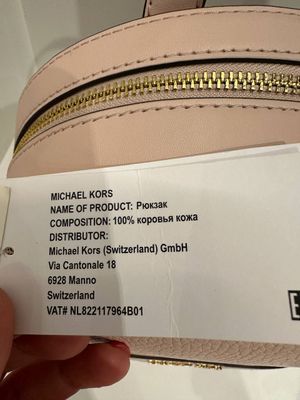 MICHAEL KORS
NAME OF PRODUCT: Рюкзак
COMPOSITION: 100% коровья кожа
DISTRIBUTOR:
Michael Kors (Switzerland) GmbH
Via Cantonale 18
6928 Manno
Switzerland
VAT# NL822117964B01